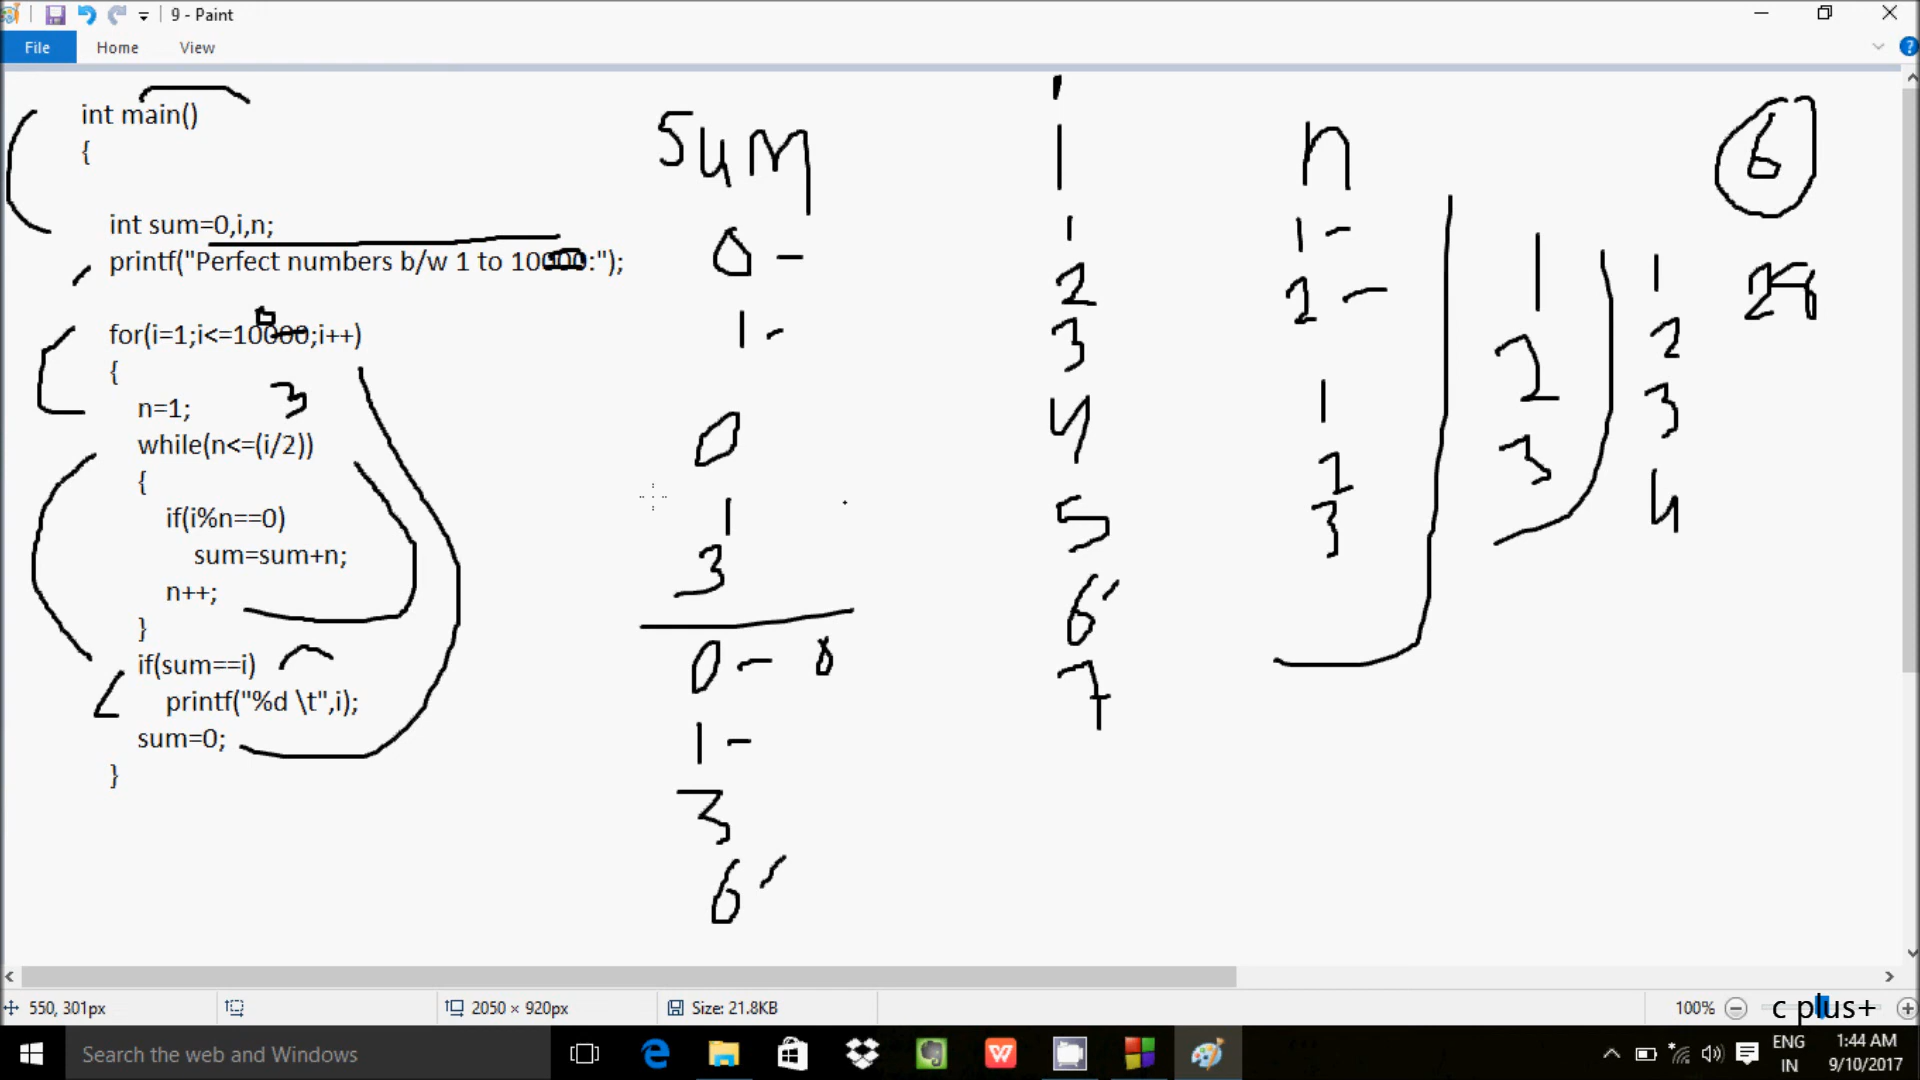 9 - Paint
File Home View
int main()
{
int sum=0,i,n;
printf("Perfect numbers b/w 1 to 10000:");
for(i=1;i<=10000;i++)
{
n=1;
3
while(n<=(i/2))
{
if(i%n==0)
sum=sum+n;
n++;
}
if(sum==i)
printf("%d \t",i);
sum=0;
}
Sum
0 -
1 -
0
1
3
0 - 0
1 -
3
6
i
1
2
3
4
5
6
7
n
1 -
2 -
1
2
3
1
2
3
1
2
3
4
6
28
550, 301px
2050 × 920px
Size: 21.8KB
100%
c plus+
Search the web and Windows
ENG
IN
1:44 AM
9/10/2017